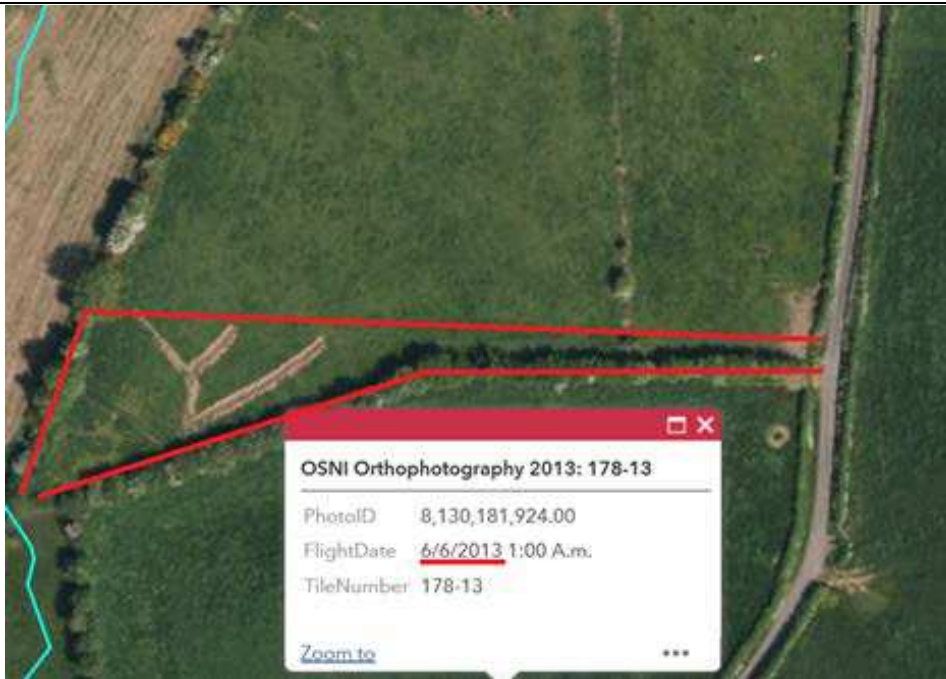 OSNI Orthophotography 2013: 178-13
PhotoID 8,130,181,924.00
FlightDate 6/6/2013 1:00 A.m.
TileNumber 178-13
Zoom to